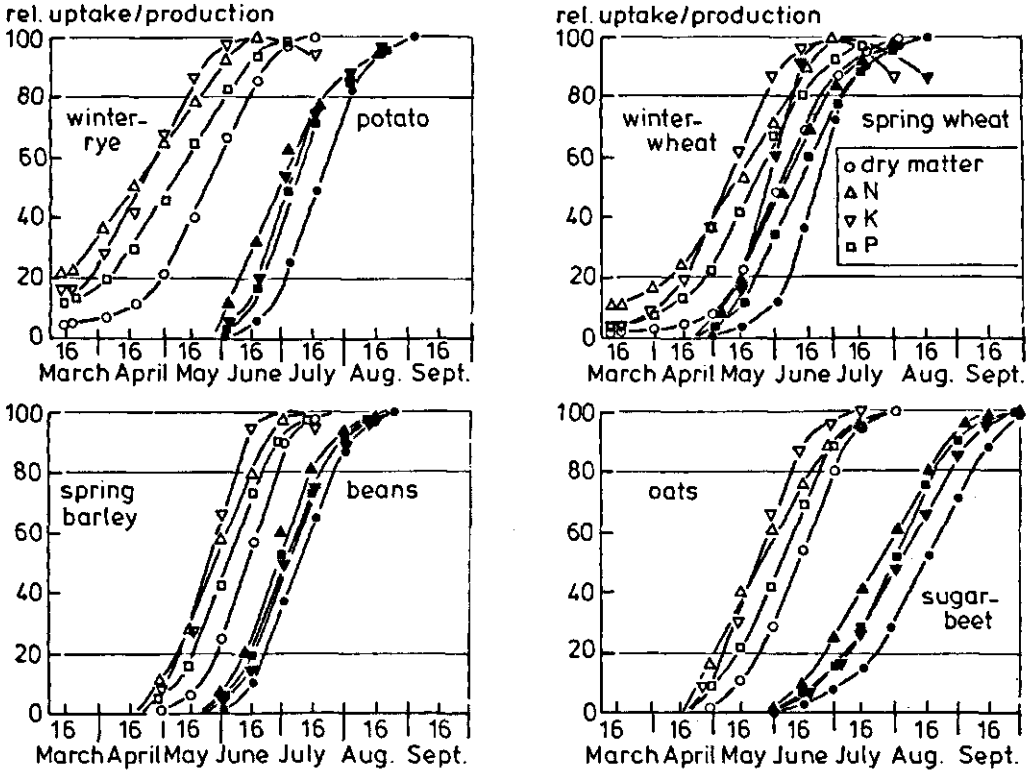 rel. uptake/production
100
80
60
40
20
0
winter-
rye
potato
16 16 16 16 16 16 16
March April May June July Aug. Sept.
rel. uptake/production
100
80
60
40
20
0
winter-
wheat
spring wheat
dry matter
N
K
P
16 16 16 16 16 16 16
March April May June July Aug. Sept.
100
80
60
40
20
0
spring
barley
beans
16 16 16 16 16 16 16
March April May June July Aug. Sept.
100
80
60
40
20
0
oats
sugar-
beet
16 16 16 16 16 16 16
March April May June July Aug. Sept.